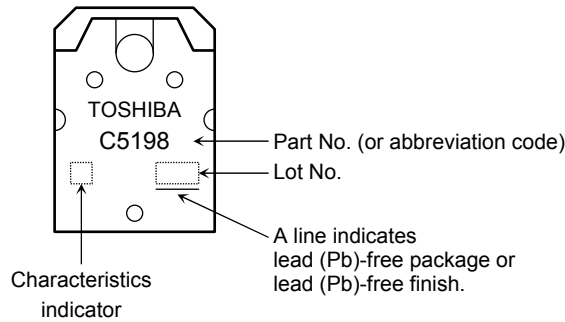 TOSHIBA
C5198
Part No. (or abbreviation code)
Lot No.
A line indicates
lead (Pb)-free package or
lead (Pb)-free finish.
Characteristics
indicator